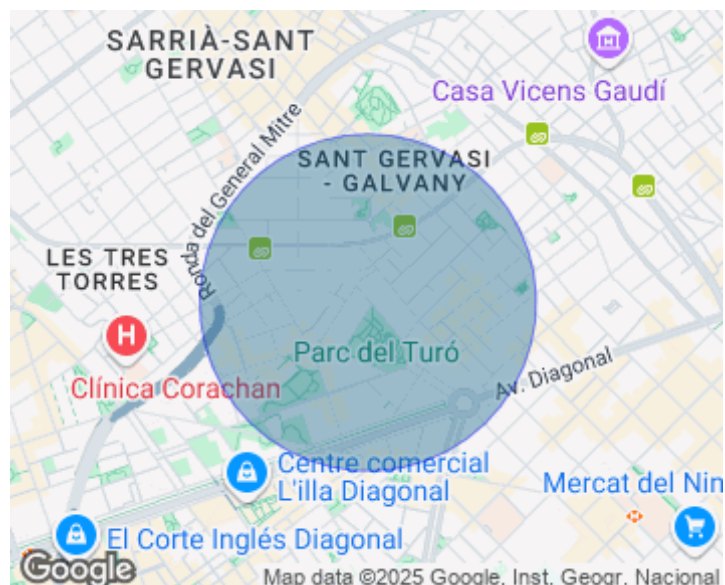 SARRIÀ-SANT
GERVASI
Casa Vicens Gaudí
Ronda del General Mitre
SANT GERVASI
- GALVANY
LES TRES
TORRES
H
Parc del Turó
Clínica Corachan
Av. Diagonal
Centre comercial
L'illa Diagonal
Mercat del Nin
El Corte Inglés Diagonal
Google
Map data ©2025 Google, Inst. Geogr. Nacional